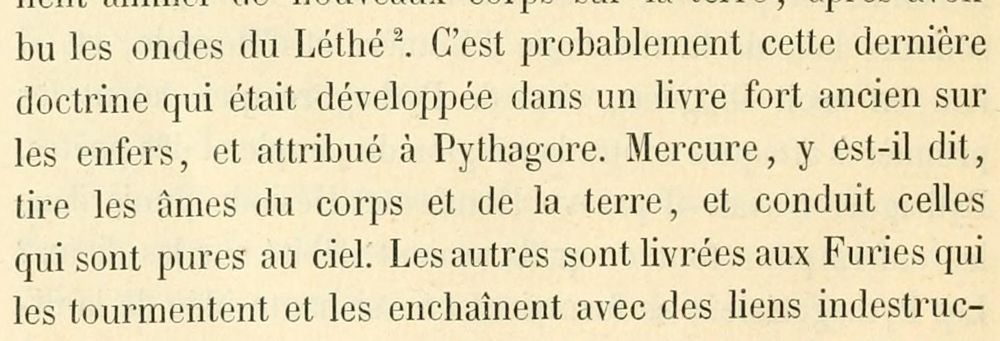 bu les ondes du Léthé ². C'est probablement cette dernière
doctrine qui était développée dans un livre fort ancien sur
les enfers, et attribué à Pythagore. Mercure, y est-il dit,
tire les âmes du corps et de la terre, et conduit celles
qui sont pures au ciel. Les autres sont livrées aux Furies qui
les tourmentent et les enchaînent avec des liens indestruc-